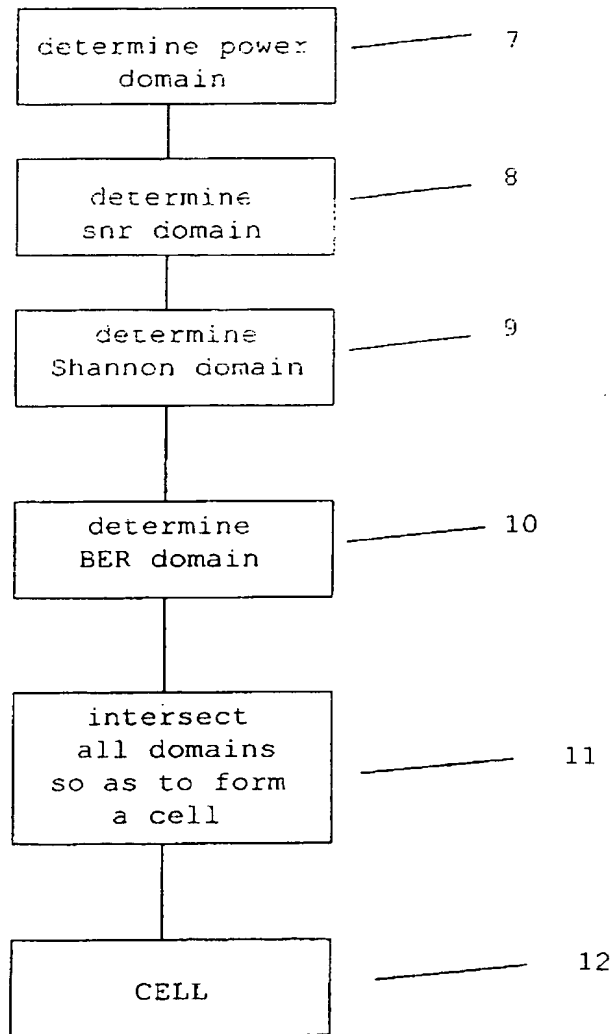 determine power
domain
7
determine
snr domain
8
determine
Shannon domain
9
determine
BER domain
10
intersect
all domains
so as to form
a cell
11
CELL
12